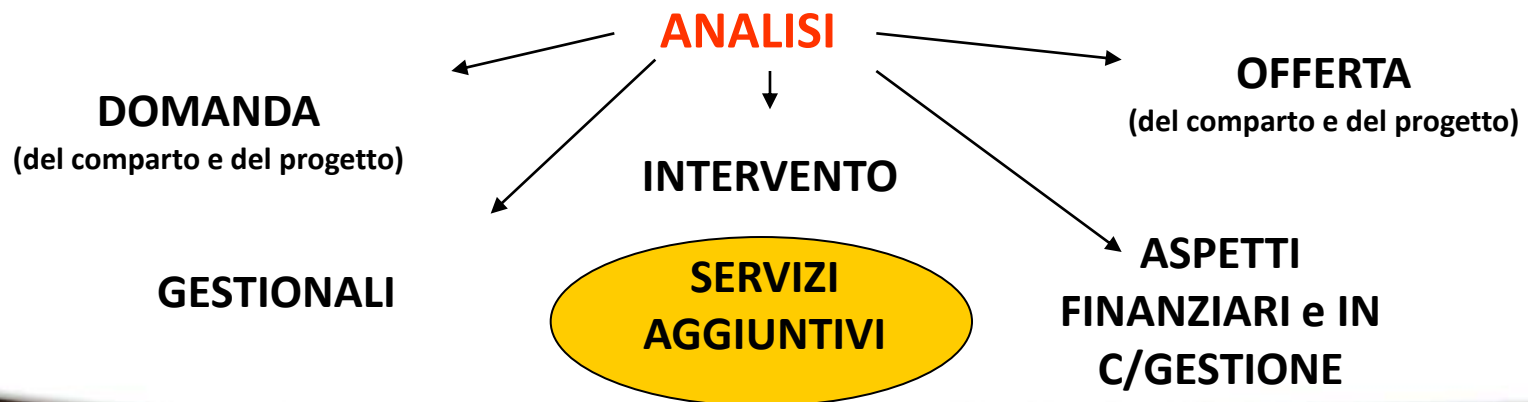 ANALISI
DOMANDA
(del comparto e del progetto)
OFFERTA
(del comparto e del progetto)
INTERVENTO
GESTIONALI
SERVIZI
AGGIUNTIVI
ASPETTI
FINANZIARI e IN
C/GESTIONE